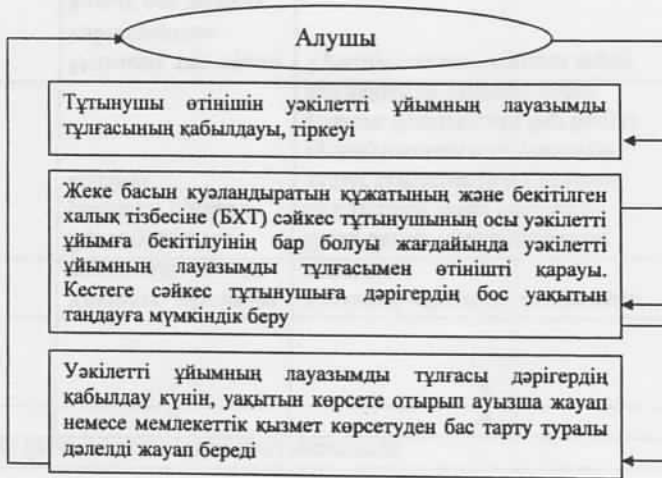 Алушы
Тұтынушы өтінішін уәкілетті ұйымның лауазымды
тұлғасының қабылдауы, тіркеуі
Жеке басын куәландыратын құжатының және бекітілген
халық тізбесіне (БХТ) сәйкес тұтынушының осы уәкілетті
ұйымға бекітілуінің бар болуы жағдайыңда уәкілетті
ұйымның лауазымды тұлғасымен өтінішті қарауы.
Кестеге сәйкес тұтынушыға дәрігердің бос уақытын
таңдауға мүмкіндік беру
Уәкілетті ұйымның лауазымды тұлғасы дәрігердің
қабылдау күнін, уақытын көрсете отырып ауызша жауап
немесе мемлекеттік қызмет көрсетуден бас тарту туралы
дәлелді жауап береді